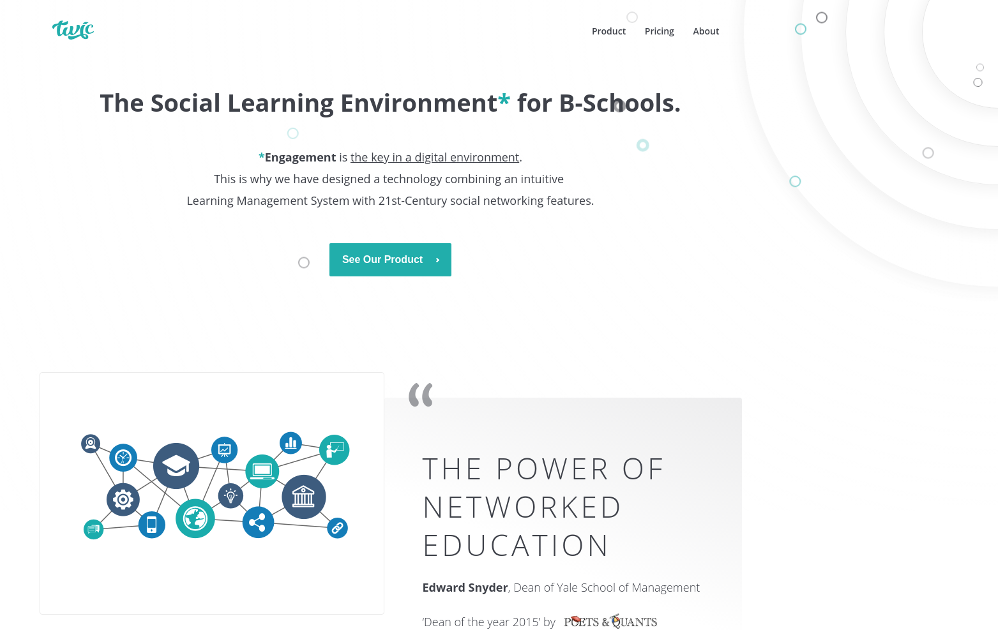 twic
Product Pricing About
The Social Learning Environment* for B-Schools.
*Engagement is the key in a digital environment.
This is why we have designed a technology combining an intuitive
Learning Management System with 21st-Century social networking features.
See Our Product ›
“
THE POWER OF
NETWORKED
EDUCATION
Edward Snyder, Dean of Yale School of Management
‘Dean of the year 2015’ by POETS & QUANTS